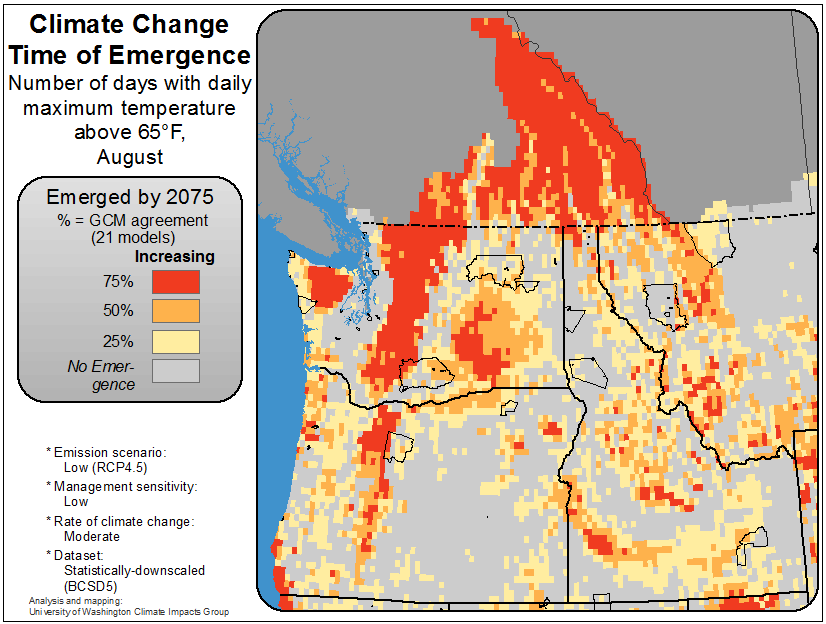 Climate Change
Time of Emergence
Number of days with daily
maximum temperature
above 65°F,
August
Emerged by 2075
% = GCM agreement
(21 models)
Increasing
75%
50%
25%
No Emer-
gence
* Emission scenario:
Low (RCP4.5)
* Management sensitivity:
Low
* Rate of climate change:
Moderate
* Dataset:
Statistically-downscaled
(BCSD5)
Analysis and mapping:
University of Washington Climate Impacts Group